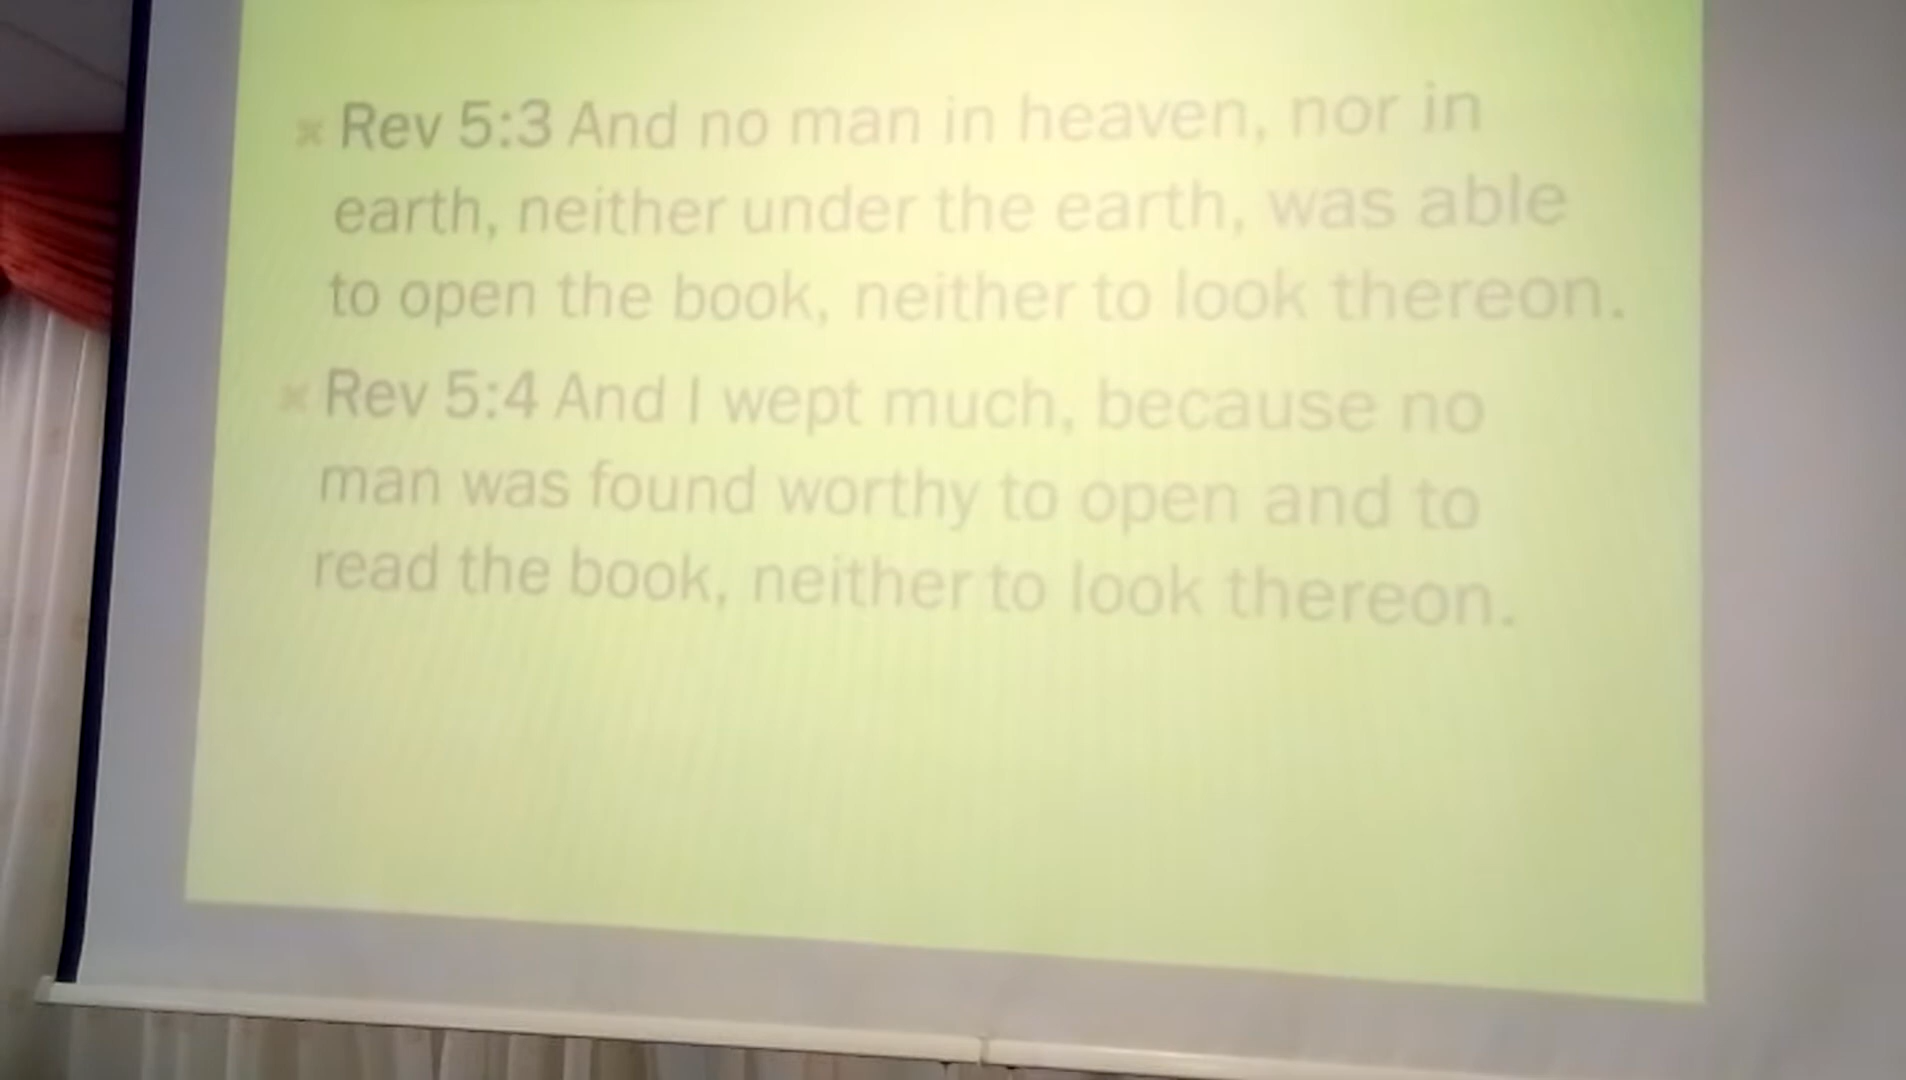 Rev 5:3 And no man in heaven, nor in
earth, neither under the earth, was able
to open the book, neither to look thereon.
Rev 5:4 And I wept much, because no
man was found worthy to open and to
read the book, neither to look thereon.